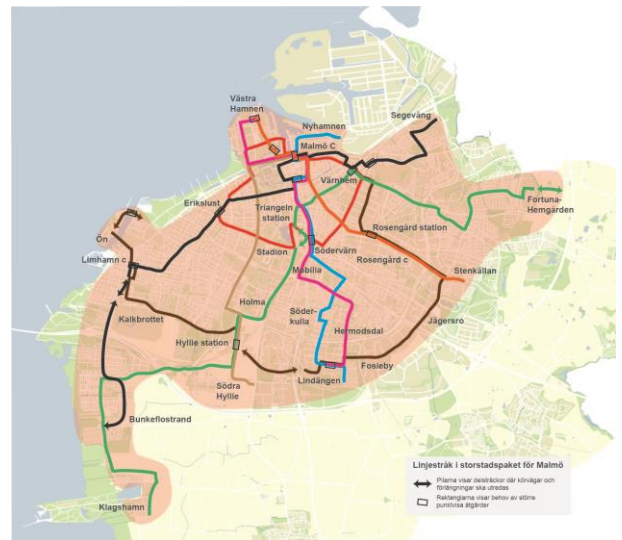 Västra
Hamnen
Nyhamnen
Segevång
Malmö C
Värnhem
Erikslust
Triangeln
station
Fortuna-
Hemgården
Rosengård station
Ön
Stadion
Södervärn
Rosengård c
Limhamn c
Mobilia
Stenkällan
Holma
Kalkbrottet
Söder-
kulla
Jägersro
Hermodsdal
Hyllie station
Fosieby
Lindängen
Södra
Hyllie
Bunkeflostrand
Klagshamn
Linjestråk i storstadspaket för Malmö
Pilarna visar delsträckor där körvägar och
förlängningar ska utredas
Rektanglarna visar behov av större
punktvisa åtgärder